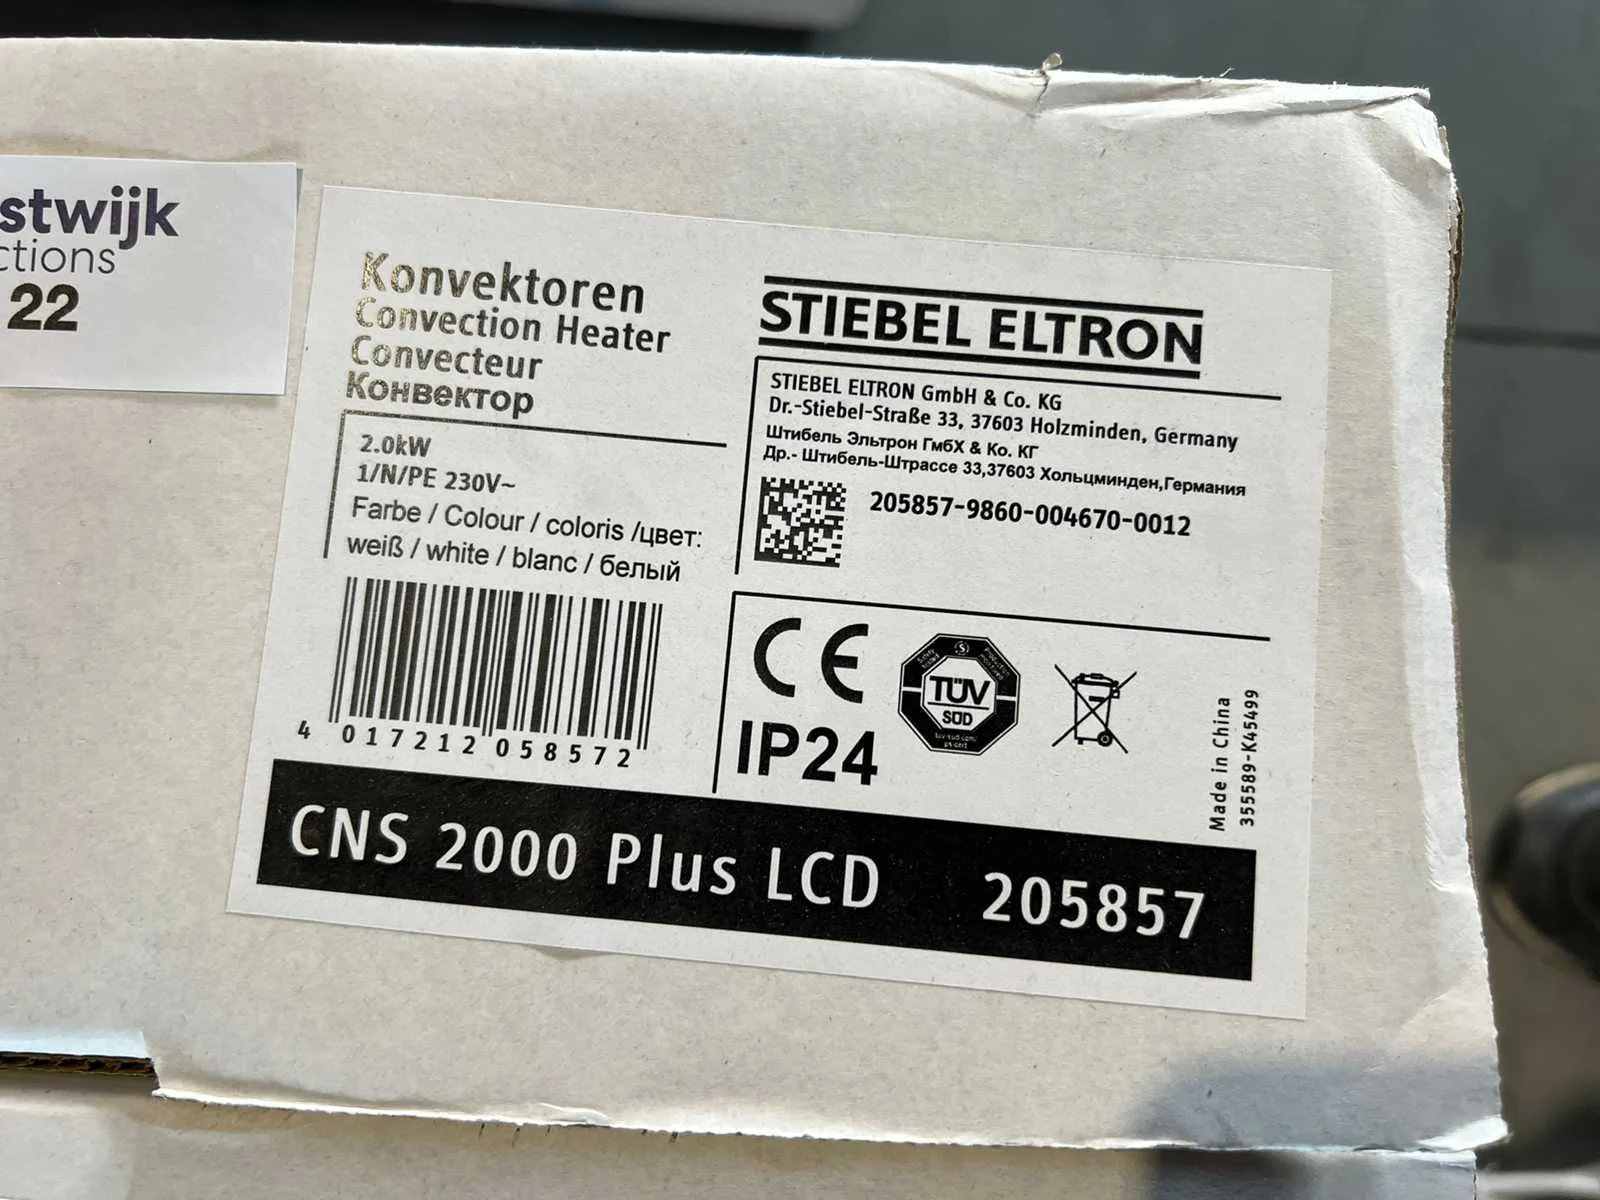 stwijk
ctions
22
Konvektoren
Convection Heater
Convecteur
Конвектор
2.0kW
1/N/PE 230V~
Farbe / Colour / coloris /цвет:
weiß / white / blanc / белый
4 017212 058572
STIEBEL ELTRON
STIEBEL ELTRON GmbH & Co. KG
Dr.-Stiebel-Straße 33, 37603 Holzminden, Germany
Штибель Эльтрон ГмбХ & Ко. КГ
Др.- Штибель-Штрассе 33,37603 Хольцминден,Германия
205857-9860-004670-0012
CE
TÜV
SÜD
IP24
Made in China
355589-K45499
CNS 2000 Plus LCD 205857